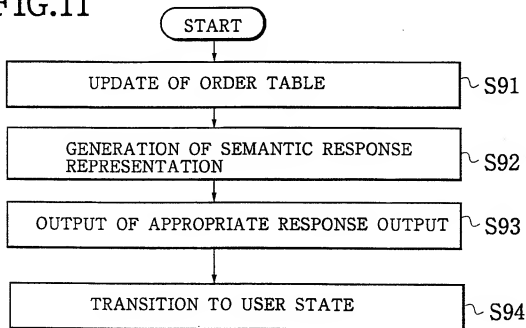 FIG.11
START
UPDATE OF ORDER TABLE
S91
GENERATION OF SEMANTIC RESPONSE
REPRESENTATION
S92
OUTPUT OF APPROPRIATE RESPONSE OUTPUT
S93
TRANSITION TO USER STATE
S94